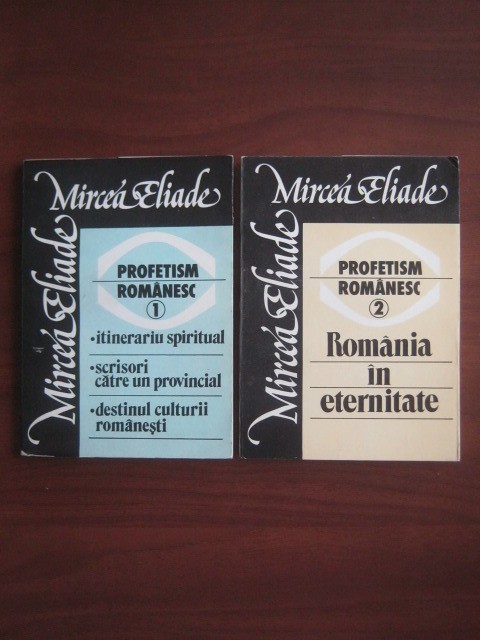 Mircea Eliade
Mircea Eliade
PROFETISM
ROMÂNESC
1
•itinerariu spiritual
•scrisori
către un provincial
•destinul culturii
românești
Mircea Eliade
Mircea Eliade
PROFETISM
ROMÂNESC
2
România
în
eternitate